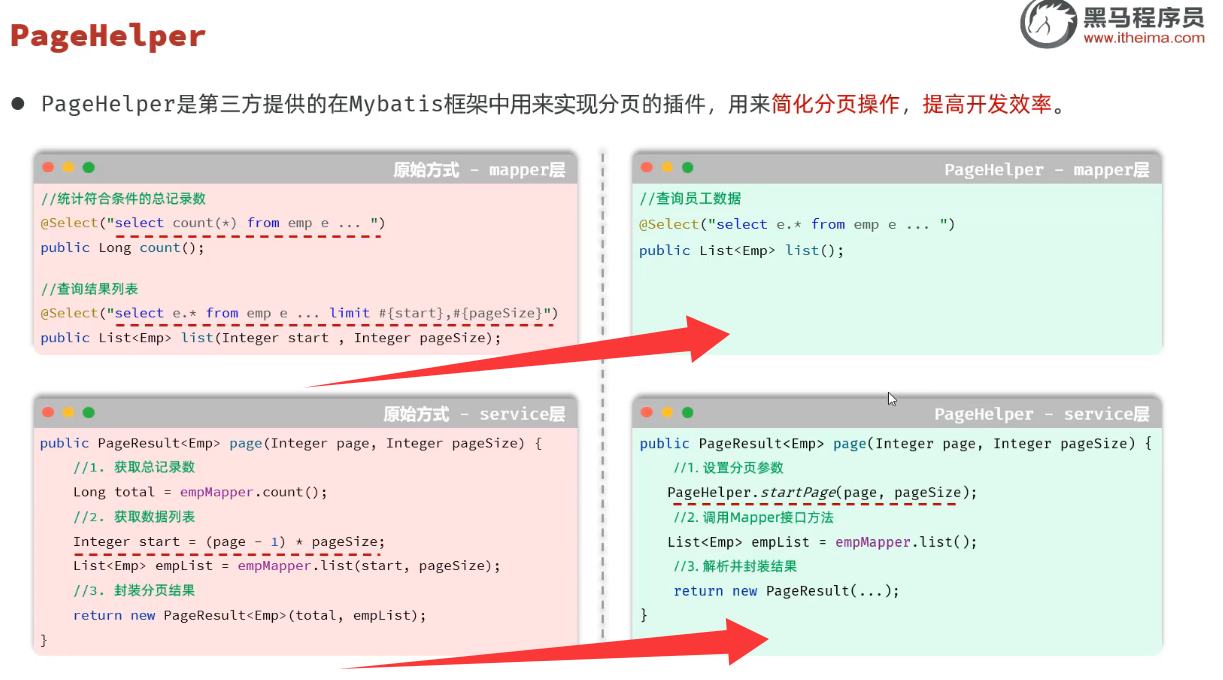 PageHelper
黑马程序员
www.itheima.com
● PageHelper是第三方提供的在Mybatis框架中用来实现分页的插件，用来简化分页操作，提高开发效率。
原始方式 - mapper层
//统计符合条件的总记录数
@Select("select count(*) from emp e ... ")
public Long count();
//查询结果列表
@Select("select e.* from emp e ... limit #{start},#{pageSize}")
public List<Emp> list(Integer start , Integer pageSize);
PageHelper - mapper层
//查询员工数据
@Select("select e.* from emp e ... ")
public List<Emp> list();
原始方式 - service层
public PageResult<Emp> page(Integer page, Integer pageSize) {
//1. 获取总记录数
Long total = empMapper.count();
//2. 获取数据列表
Integer start = (page - 1) * pageSize;
List<Emp> empList = empMapper.list(start, pageSize);
//3. 封装分页结果
return new PageResult<Emp>(total, empList);
}
PageHelper - service层
public PageResult<Emp> page(Integer page, Integer pageSize) {
//1. 设置分页参数
PageHelper.startPage(page, pageSize);
//2. 调用Mapper接口方法
List<Emp> empList = empMapper.list();
//3. 解析并封装结果
return new PageResult(...);
}